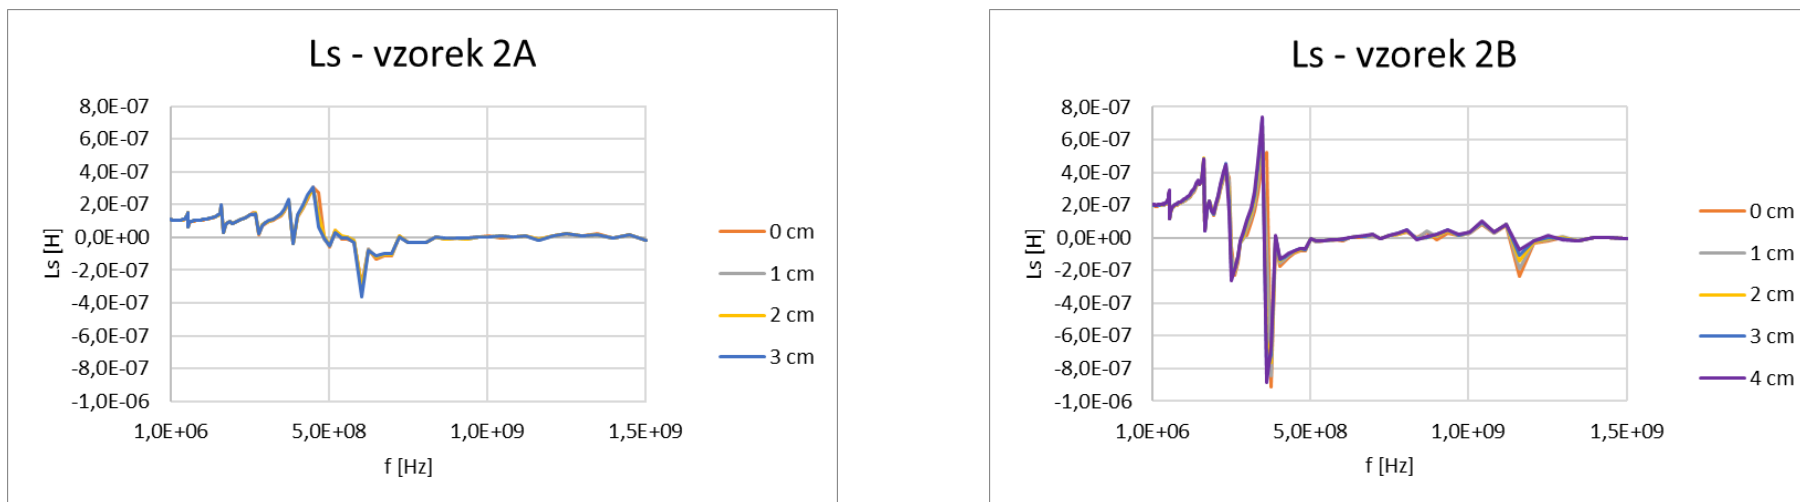 Ls - vzorek 2A
8,0E-07
6,0E-07
4,0E-07
2,0E-07
0,0E+00
-2,0E-07
-4,0E-07
-6,0E-07
-8,0E-07
-1,0E-06
Ls [H]
1,0E+06 5,0E+08 1,0E+09 1,5E+09
f [Hz]
0 cm
1 cm
2 cm
3 cm
Ls - vzorek 2B
8,0E-07
6,0E-07
4,0E-07
2,0E-07
0,0E+00
-2,0E-07
-4,0E-07
-6,0E-07
-8,0E-07
-1,0E-06
Ls [H]
1,0E+06 5,0E+08 1,0E+09 1,5E+09
f [Hz]
0 cm
1 cm
2 cm
3 cm
4 cm